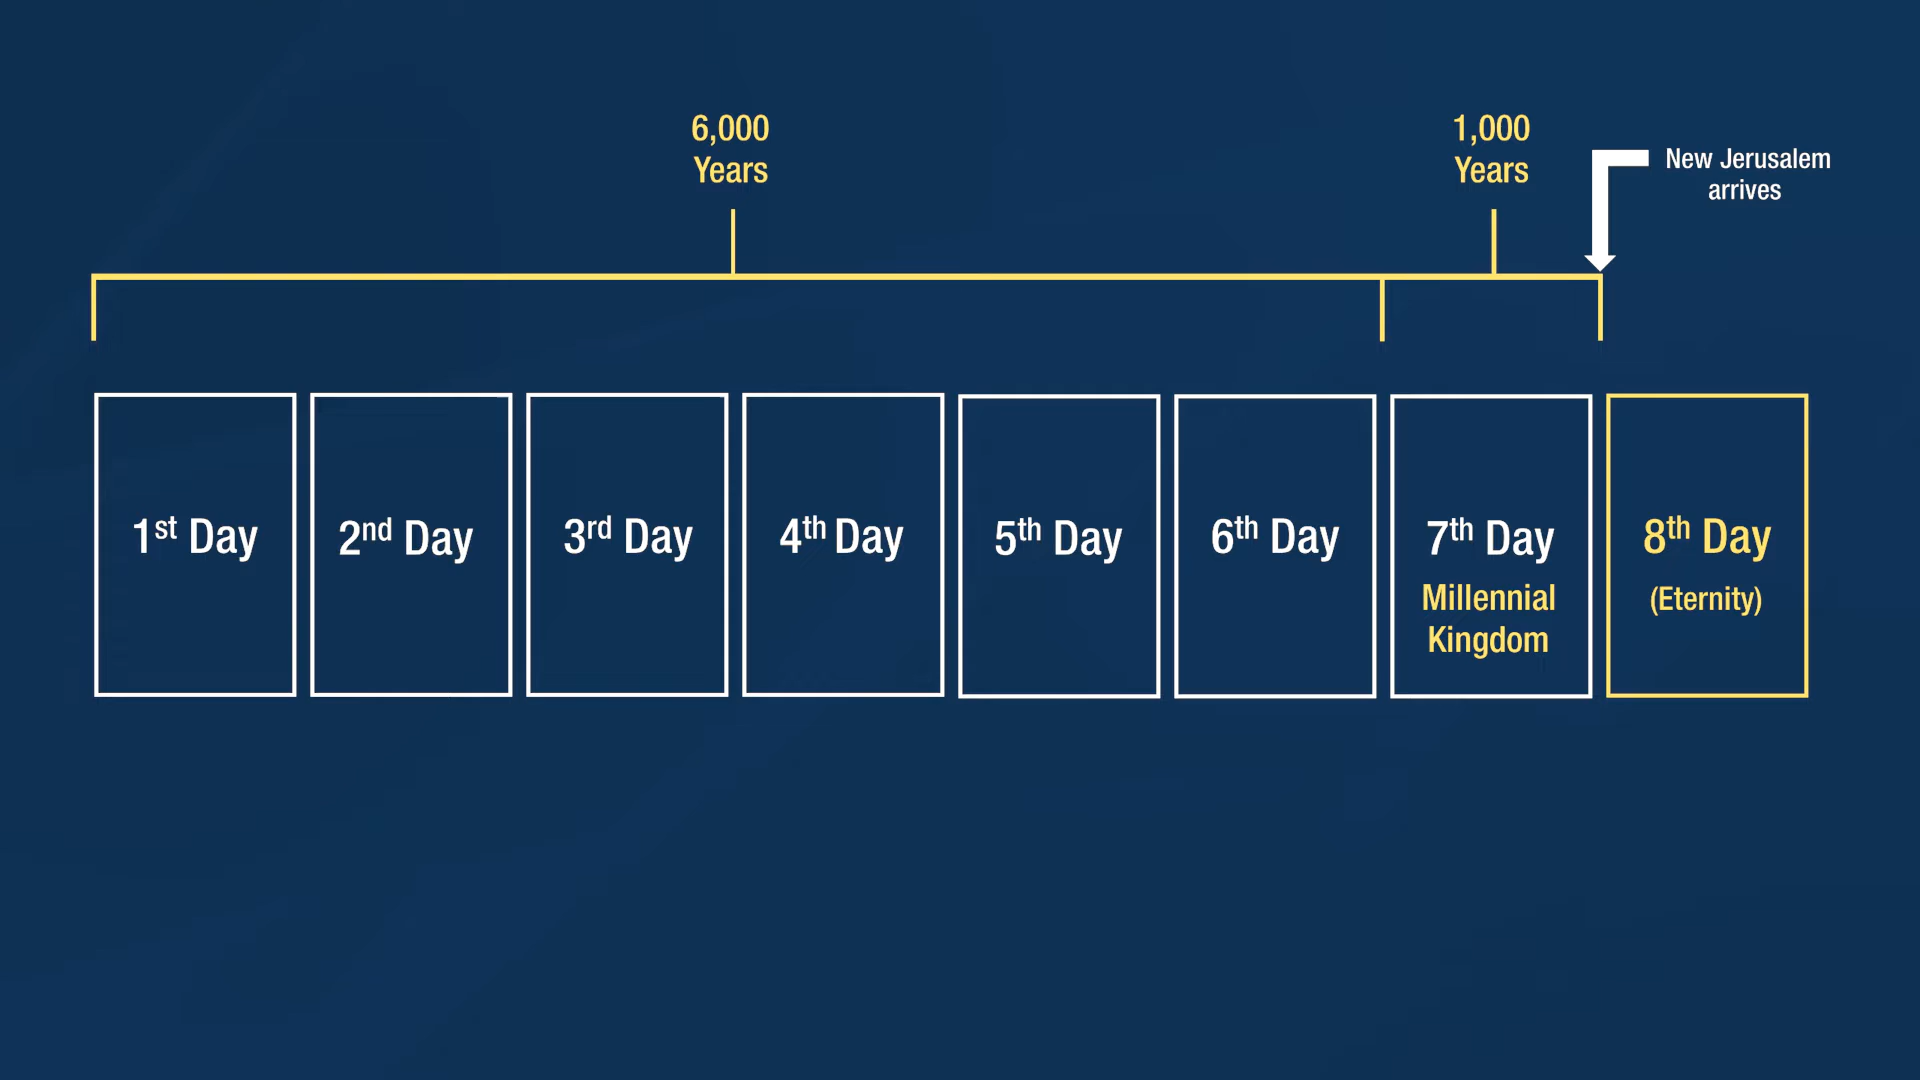 6,000
Years
1,000
Years
New Jerusalem
arrives
1st Day
2nd Day
3rd Day
4th Day
5th Day
6th Day
7th Day
Millennial
Kingdom
8th Day
(Eternity)